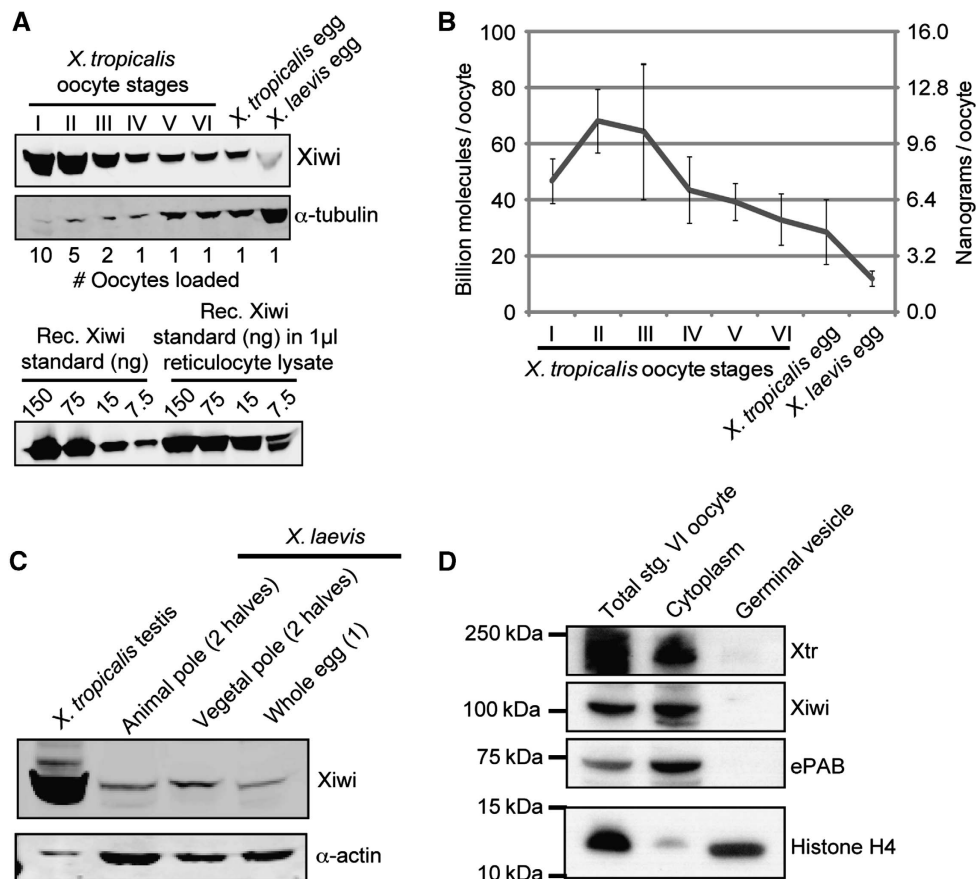 A
X. tropicalis
oocyte stages
X. tropicalis egg
X. laevis egg
I II III IV V VI
Xiwi
α-tubulin
10 5 2 1 1 1 1 1
# Oocytes loaded
Rec. Xiwi
standard (ng)
Rec. Xiwi
standard (ng) in 1µl
reticulocyte lysate
150 75 15 7.5 150 75 15 7.5
B
Billion molecules / oocyte
100
80
60
40
20
0
Nanograms / oocyte
16.0
12.8
9.6
6.4
3.2
0.0
I II III IV V VI
X. tropicalis oocyte stages
X. tropicalis egg
X. laevis egg
C
X. laevis
X. tropicalis testis
Animal pole (2 halves)
Vegetal pole (2 halves)
Whole egg (1)
Xiwi
α-actin
D
Total stg. VI oocyte
Cytoplasm
Germinal vesicle
250 kDa
Xtr
100 kDa
Xiwi
75 kDa
ePAB
15 kDa
Histone H4
10 kDa